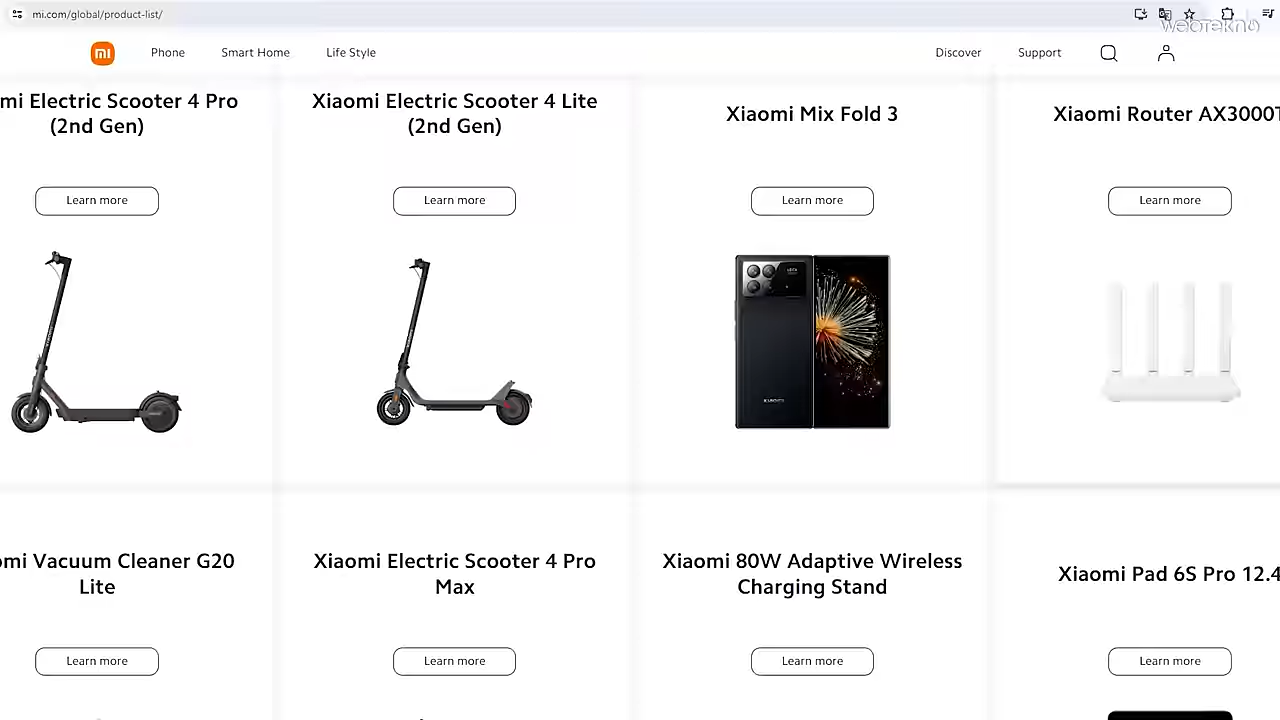 mi.com/global/product-list/
webtekno
mi
Phone
Smart Home
Life Style
Discover
Support
mi Electric Scooter 4 Pro
(2nd Gen)
Xiaomi Electric Scooter 4 Lite
(2nd Gen)
Xiaomi Mix Fold 3
Xiaomi Router AX3000T
Learn more
Learn more
Learn more
Learn more
XIAOMI
omi Vacuum Cleaner G20
Lite
Xiaomi Electric Scooter 4 Pro
Max
Xiaomi 80W Adaptive Wireless
Charging Stand
Xiaomi Pad 6S Pro 12.4
Learn more
Learn more
Learn more
Learn more